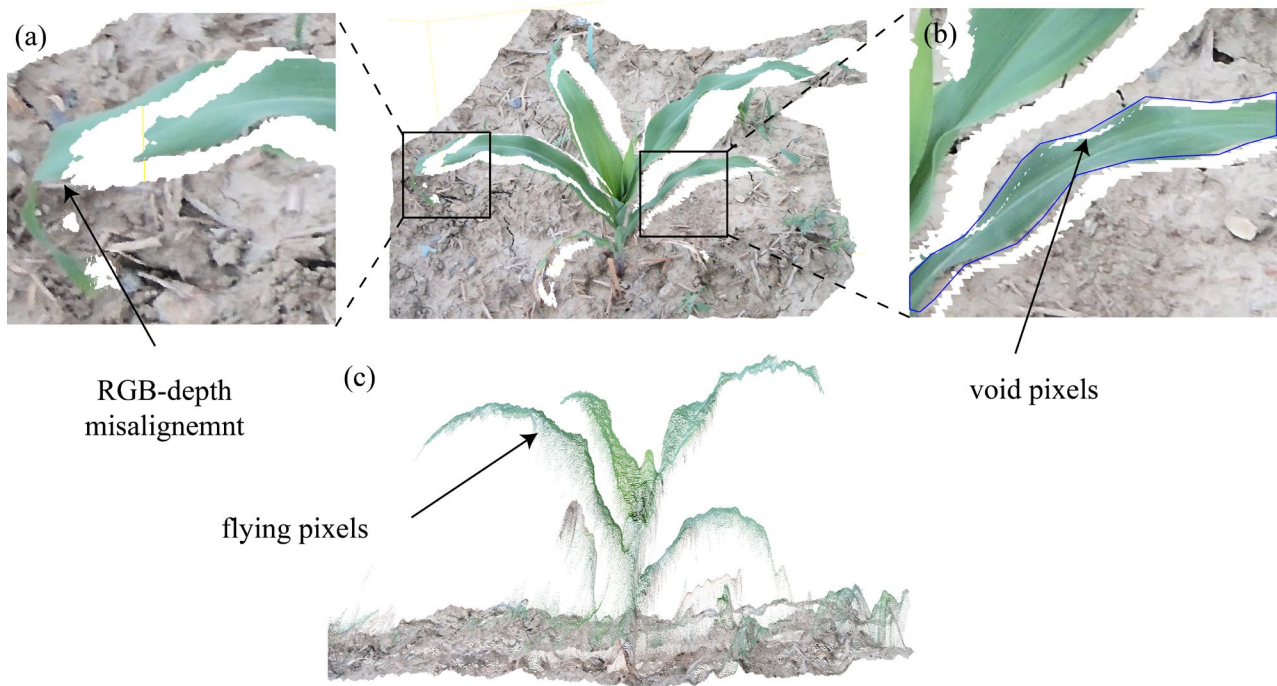 (a)
(b)
RGB-depth
misalignemnt
void pixels
(c)
flying pixels